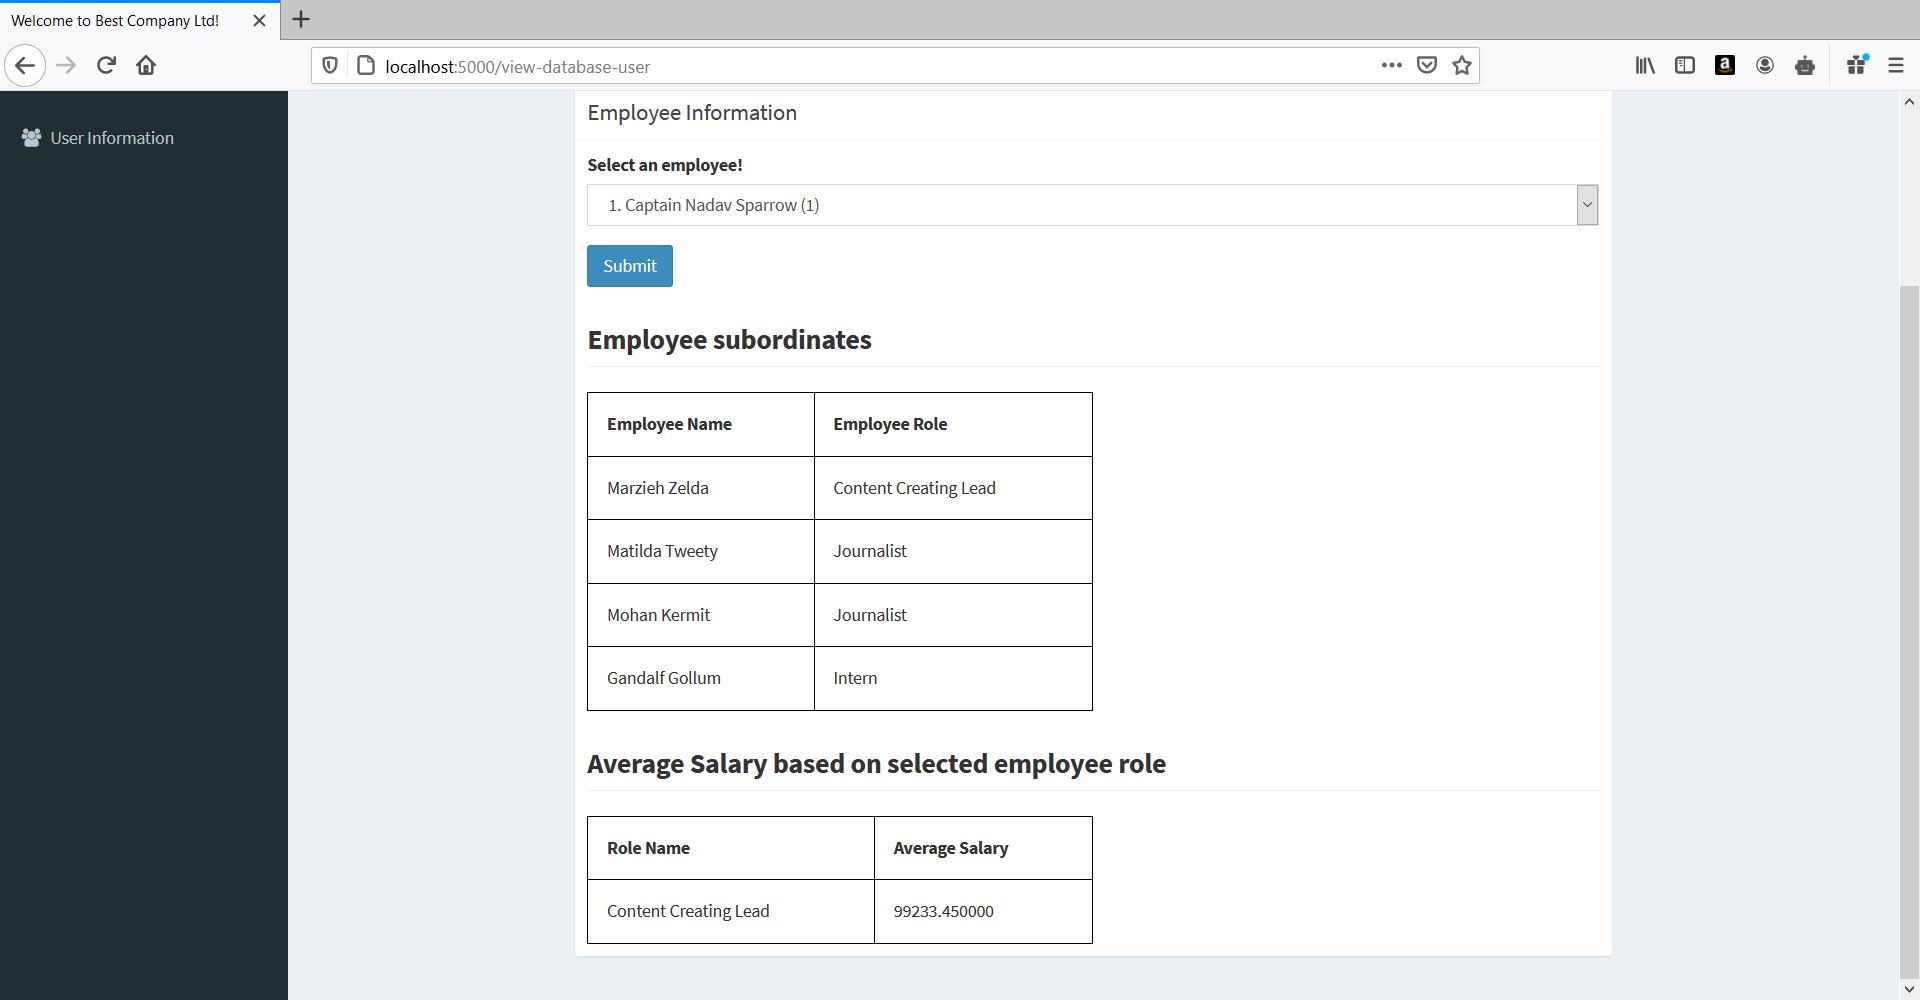 Welcome to Best Company Ltd!
localhost:5000/view-database-user
User Information
Employee Information
Select an employee!
1. Captain Nadav Sparrow (1)
Submit
Employee subordinates
Employee Name Employee Role
Marzieh Zelda Content Creating Lead
Matilda Tweety Journalist
Mohan Kermit Journalist
Gandalf Gollum Intern
Average Salary based on selected employee role
Role Name Average Salary
Content Creating Lead 99233.450000